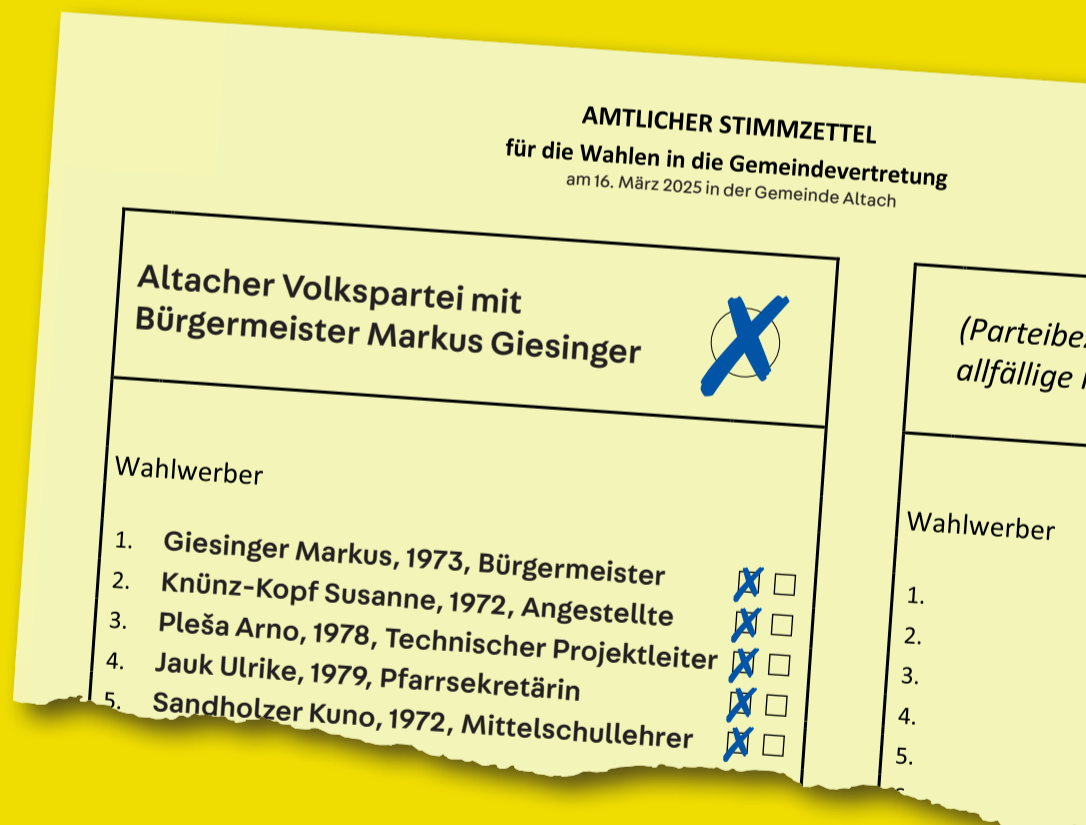 AMTLICHER STIMMZETTEL
für die Wahlen in die Gemeindevertretung
am 16. März 2025 in der Gemeinde Altach
Altacher Volkspartei mit
Bürgermeister Markus Giesinger
Wahlwerber
1. Giesinger Markus, 1973, Bürgermeister
2. Knünz-Kopf Susanne, 1972, Angestellte
3. Pleša Arno, 1978, Technischer Projektleiter
4. Jauk Ulrike, 1979, Pfarrsekretärin
5. Sandholzer Kuno, 1972, Mittelschullehrer
allfällige
Wahlwerber
1.
2.
3.
4.
5.